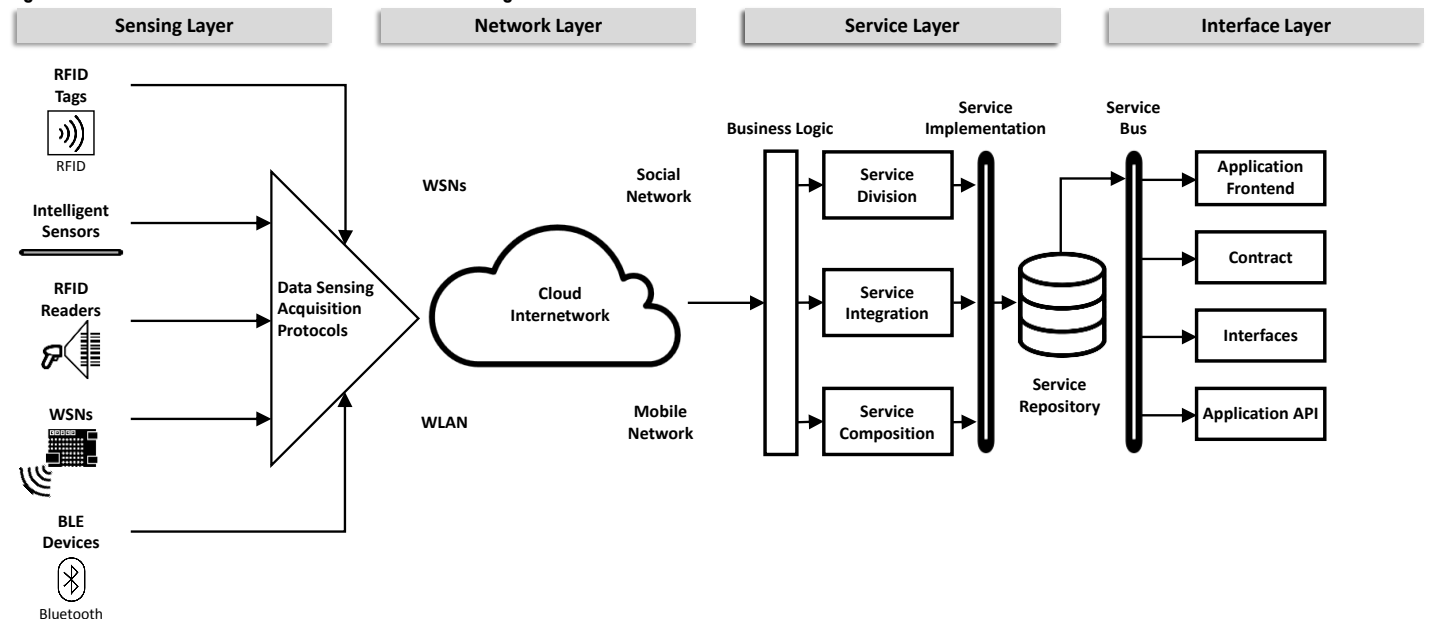 Sensing Layer
Network Layer
Service Layer
Interface Layer
RFID
Tags
RFID
Intelligent
Sensors
RFID
Readers
WSNs
BLE
Devices
Bluetooth
Data Sensing
Acquisition
Protocols
WSNs
Social
Network
Cloud
Internetwork
WLAN
Mobile
Network
Business Logic
Service
Division
Service
Integration
Service
Composition
Service
Implementation
Service
Repository
Service
Bus
Application
Frontend
Contract
Interfaces
Application API